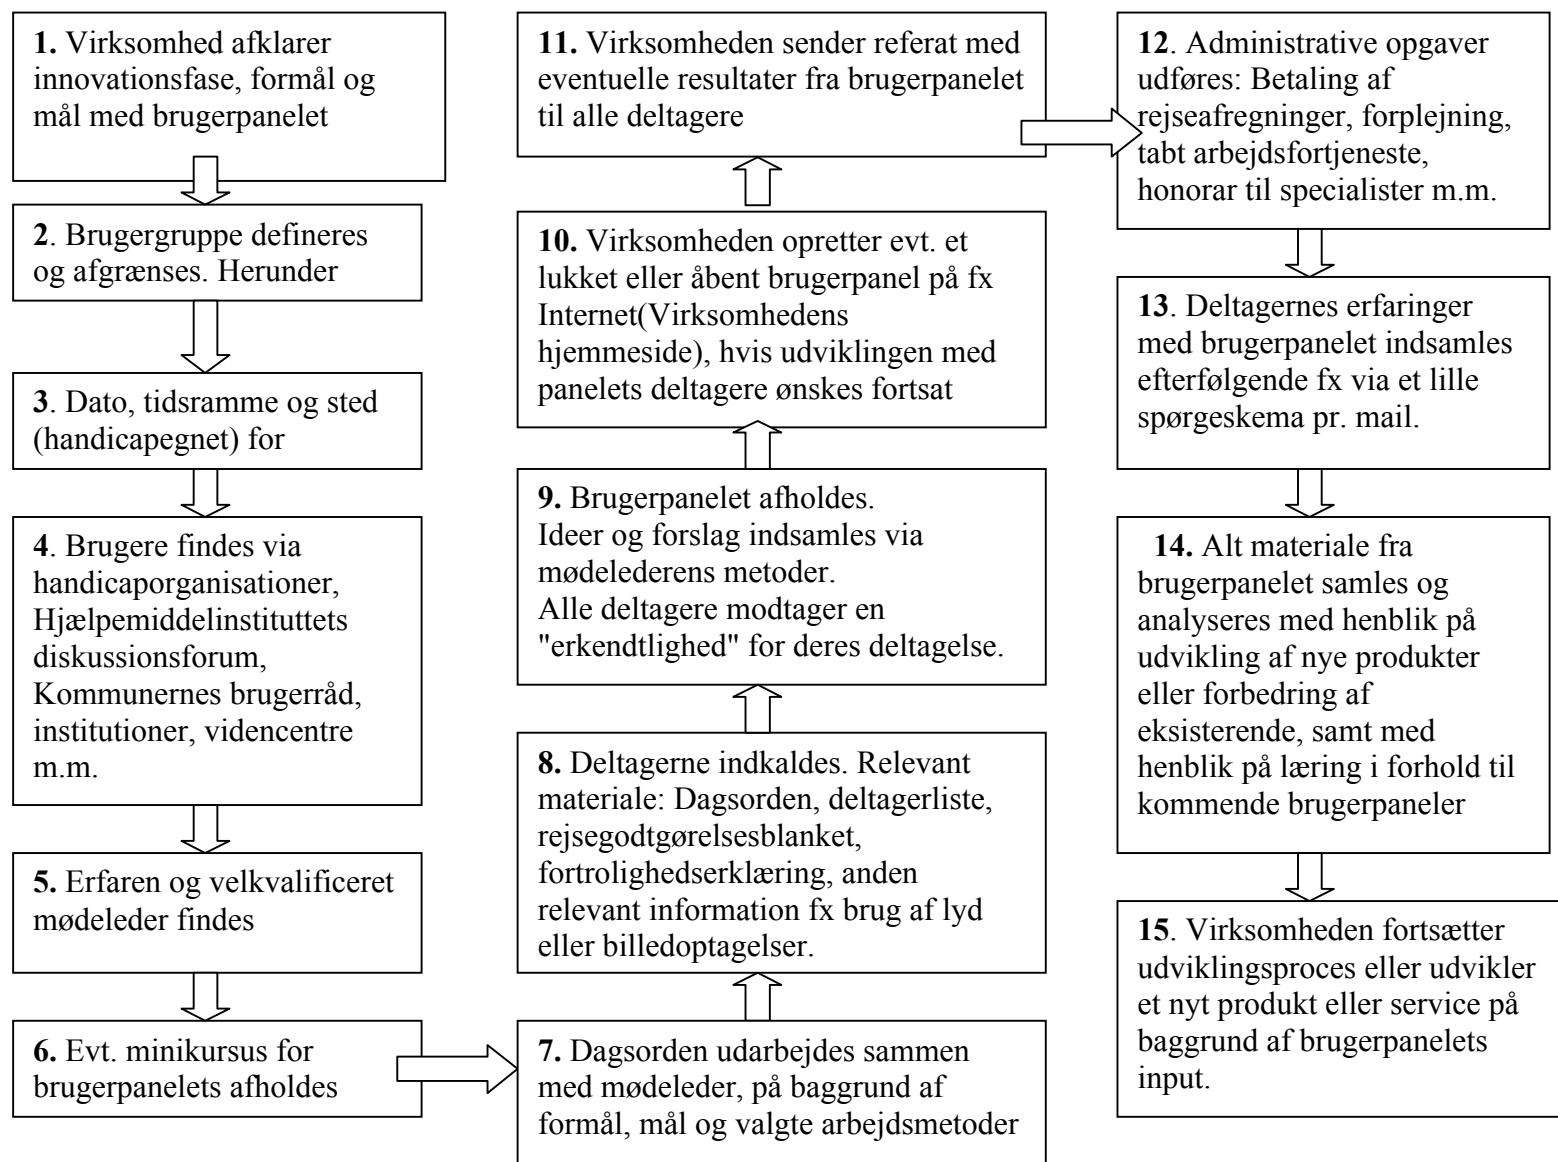 1. Virksomhed afklarer
innovationsfase, formål og
mål med brugerpanelet
2. Brugergruppe defineres
og afgrænses. Herunder
3. Dato, tidsramme og sted
(handicapegnet) for
4. Brugere findes via
handicaporganisationer,
Hjælpemiddelinstituttets
diskussionsforum,
Kommunernes brugerråd,
institutioner, videncentre
m.m.
5. Erfaren og velkvalificeret
mødeleder findes
6. Evt. minikursus for
brugerpanelets afholdes
7. Dagsorden udarbejdes sammen
med mødeleder, på baggrund af
formål, mål og valgte arbejdsmetoder
8. Deltagerne indkaldes. Relevant
materiale: Dagsorden, deltagerliste,
rejsegodtgørelsesblanket,
fortrolighedserklæring, anden
relevant information fx brug af lyd
eller billedoptagelser.
9. Brugerpanelet afholdes.
Ideer og forslag indsamles via
mødelederens metoder.
Alle deltagere modtager en
"erkendtlighed" for deres deltagelse.
10. Virksomheden opretter evt. et
lukket eller åbent brugerpanel på fx
Internet(Virksomhedens
hjemmeside), hvis udviklingen med
panelets deltagere ønskes fortsat
11. Virksomheden sender referat med
eventuelle resultater fra brugerpanelet
til alle deltagere
12. Administrative opgaver
udføres: Betaling af
rejseafregninger, forplejning,
tabt arbejdsfortjeneste,
honorar til specialister m.m.
13. Deltagernes erfaringer
med brugerpanelet indsamles
efterfølgende fx via et lille
spørgeskema pr. mail.
14. Alt materiale fra
brugerpanelet samles og
analyseres med henblik på
udvikling af nye produkter
eller forbedring af
eksisterende, samt med
henblik på læring i forhold til
kommende brugerpaneler
15. Virksomheden fortsætter
udviklingsproces eller udvikler
et nyt produkt eller service på
baggrund af brugerpanelets
input.